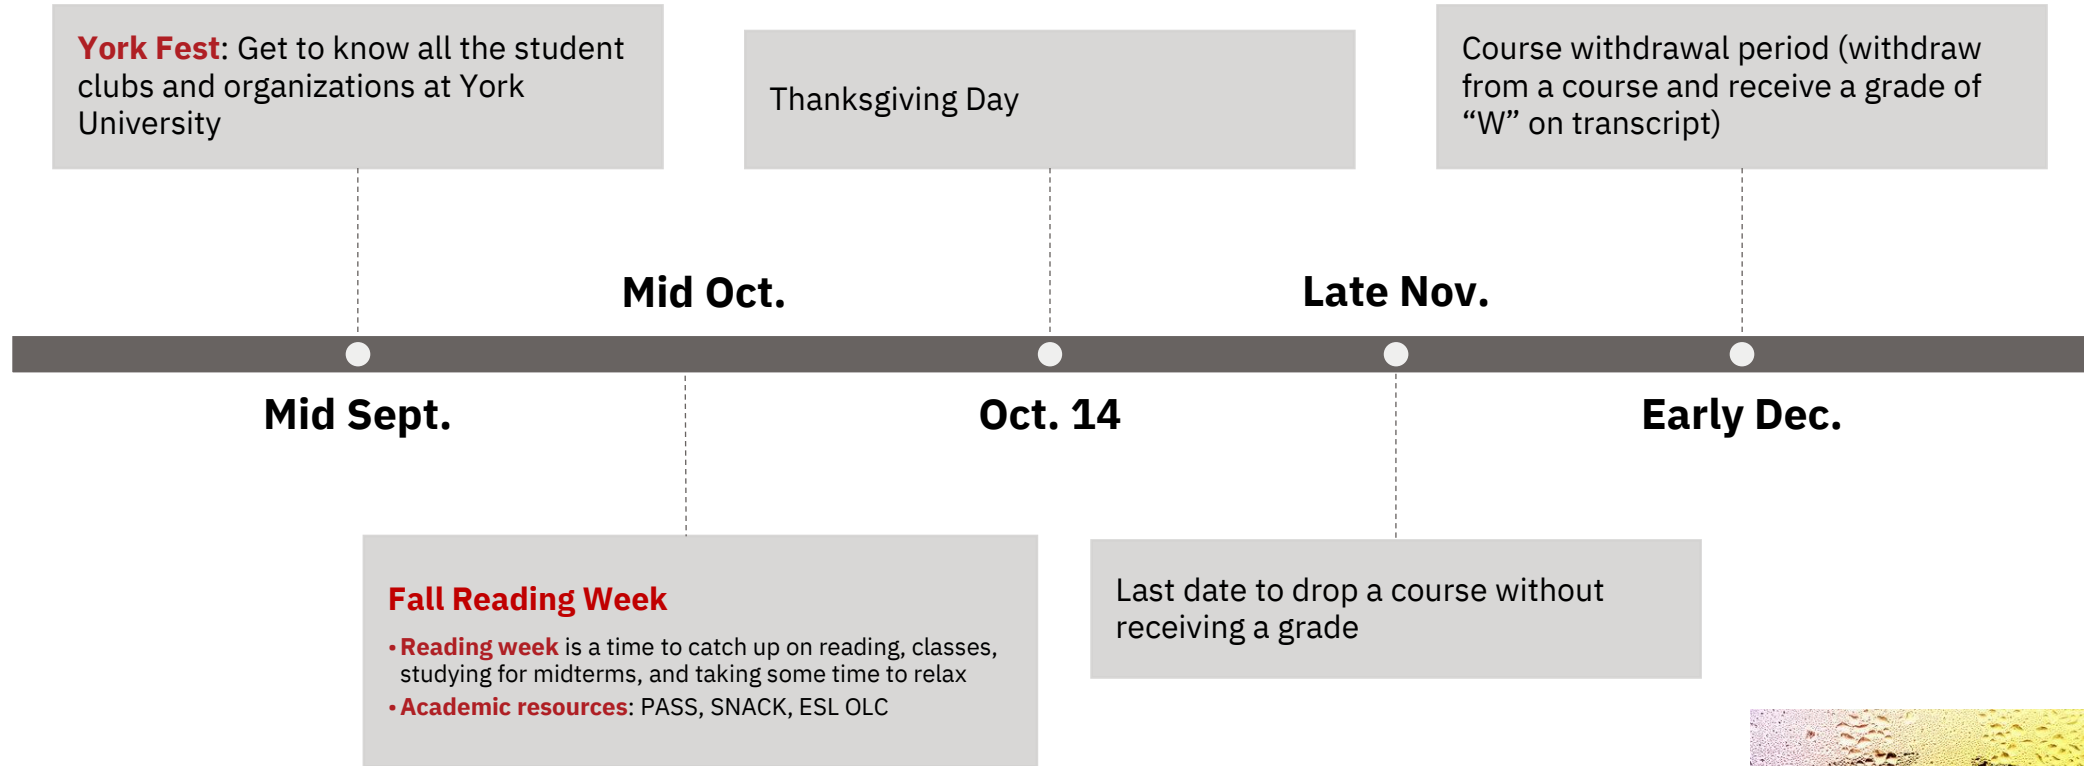 York Fest: Get to know all the student
clubs and organizations at York
University
Thanksgiving Day
Course withdrawal period (withdraw
from a course and receive a grade of
“W” on transcript)
Mid Oct.
Late Nov.
Mid Sept.
Oct. 14
Early Dec.
Fall Reading Week
•Reading week is a time to catch up on reading, classes,
studying for midterms, and taking some time to relax
•Academic resources: PASS, SNACK, ESL OLC
Last date to drop a course without
receiving a grade